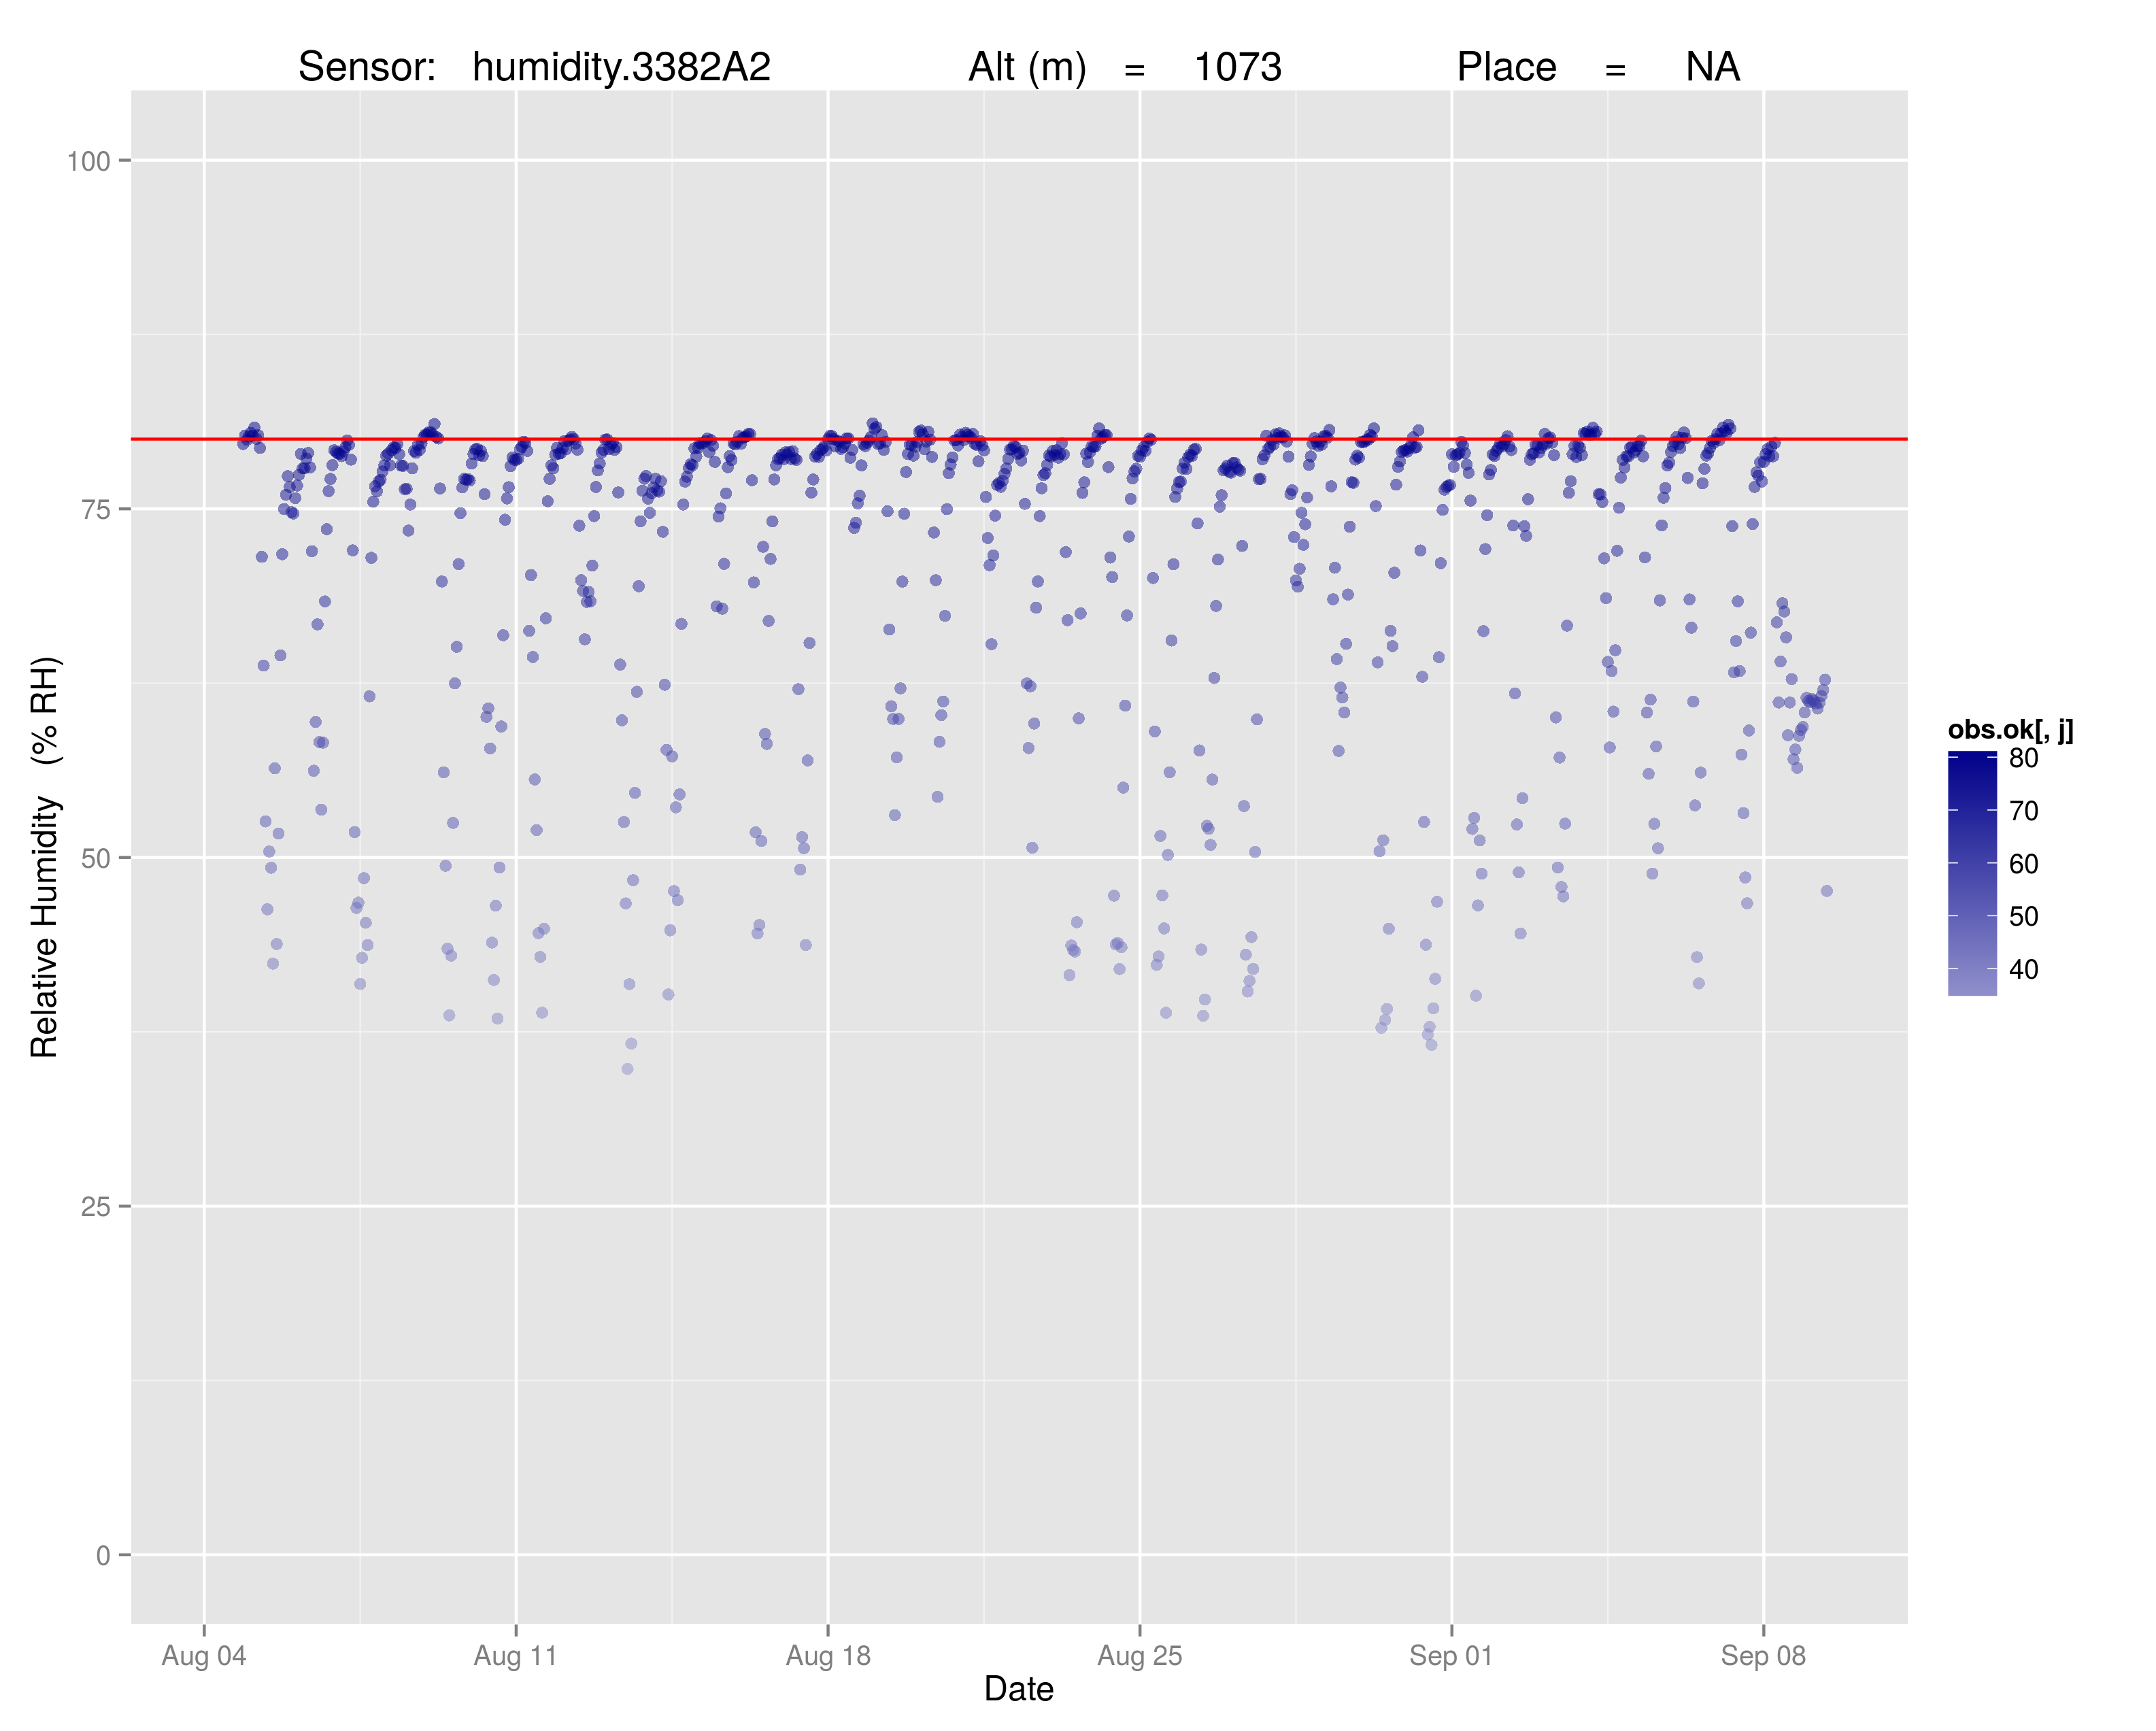 Sensor: humidity.3382A2 Alt (m) = 1073 Place = NA
100
75
50
25
0
Relative Humidity (% RH)
Aug 04 Aug 11 Aug 18 Aug 25 Sep 01 Sep 08
Date
obs.ok[, j]
80
70
60
50
40